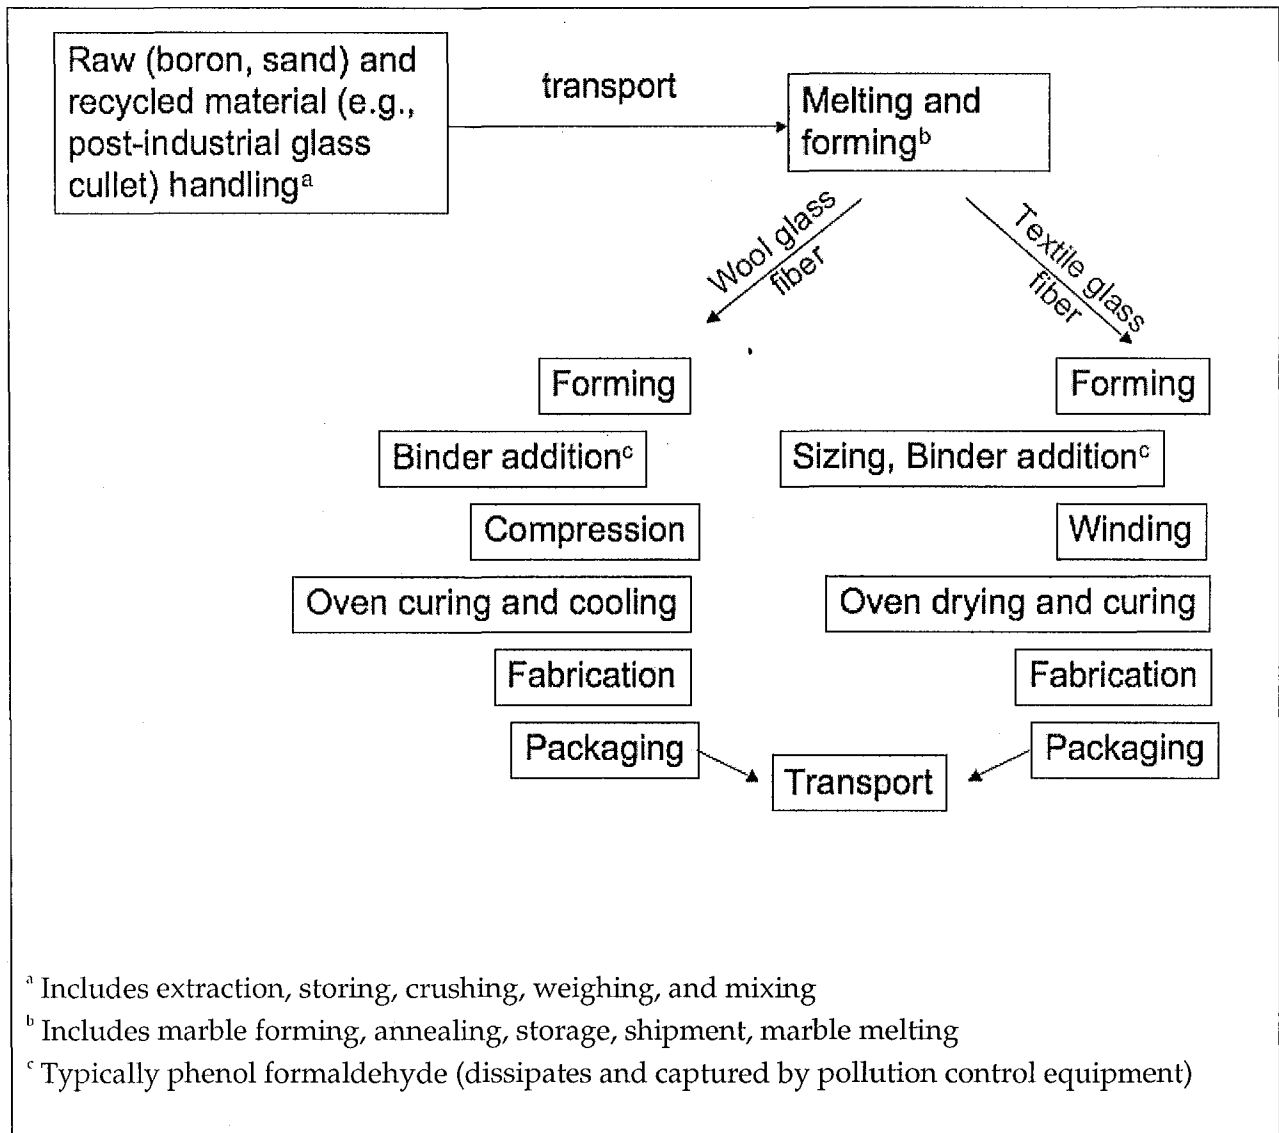 Raw (boron, sand) and
recycled material (e.g.,
post-industrial glass
cullet) handlingᵃ
transport
Melting and
formingᵇ
Wool glass
fiber
Textile glass
fiber
Forming
Forming
Binder additionᶜ
Sizing, Binder additionᶜ
Compression
Winding
Oven curing and cooling
Oven drying and curing
Fabrication
Fabrication
Packaging
Packaging
Transport
ᵃ Includes extraction, storing, crushing, weighing, and mixing
ᵇ Includes marble forming, annealing, storage, shipment, marble melting
ᶜ Typically phenol formaldehyde (dissipates and captured by pollution control equipment)